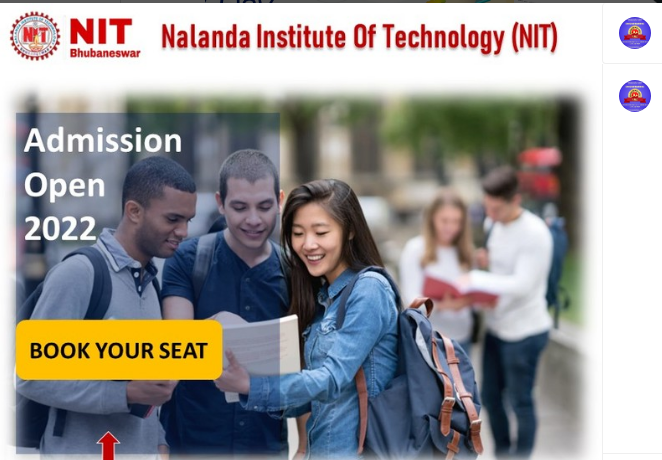 NIT
Bhubaneswar
Nalanda Institute Of Technology (NIT)
Admission
Open
2022
BOOK YOUR SEAT